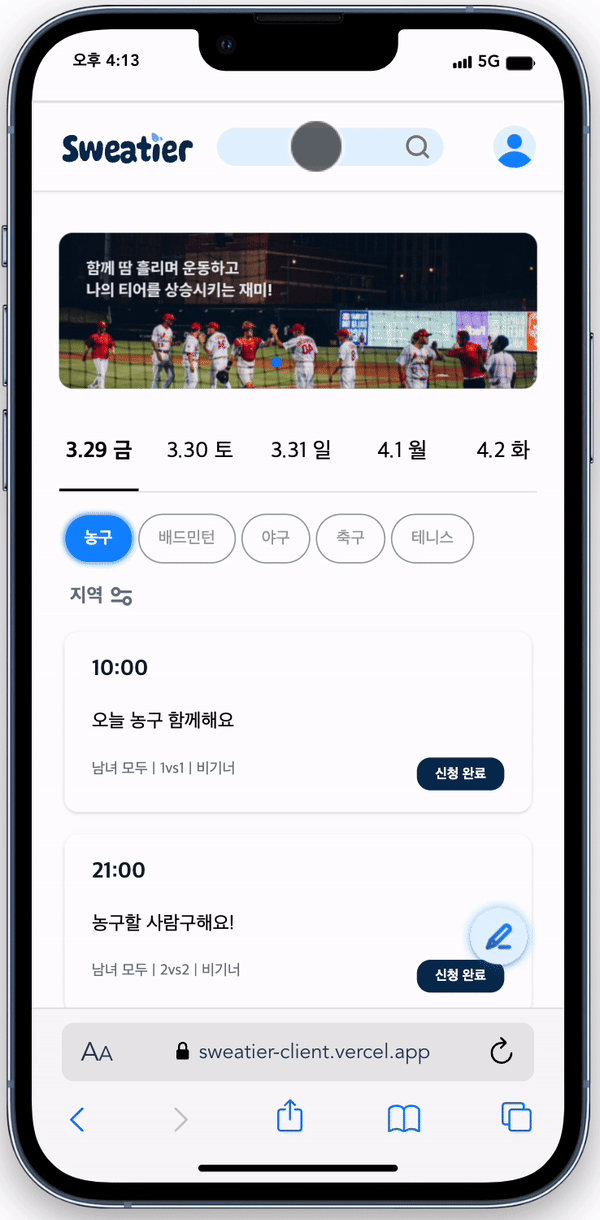 오후 4:13
5G
Sweatier
함께 땀 흘리며 운동하고
나의 티어를 상승시키는 재미!
3.29 금 3.30 토 3.31 일 4.1 월 4.2 화
농구 배드민턴 야구 축구 테니스
지역
10:00
오늘 농구 함께해요
남녀 모두 | 1vs1 | 비기너
신청 완료
21:00
농구할 사람구해요!
남녀 모두 | 2vs2 | 비기너
신청 완료
AA sweatier-client.vercel.app